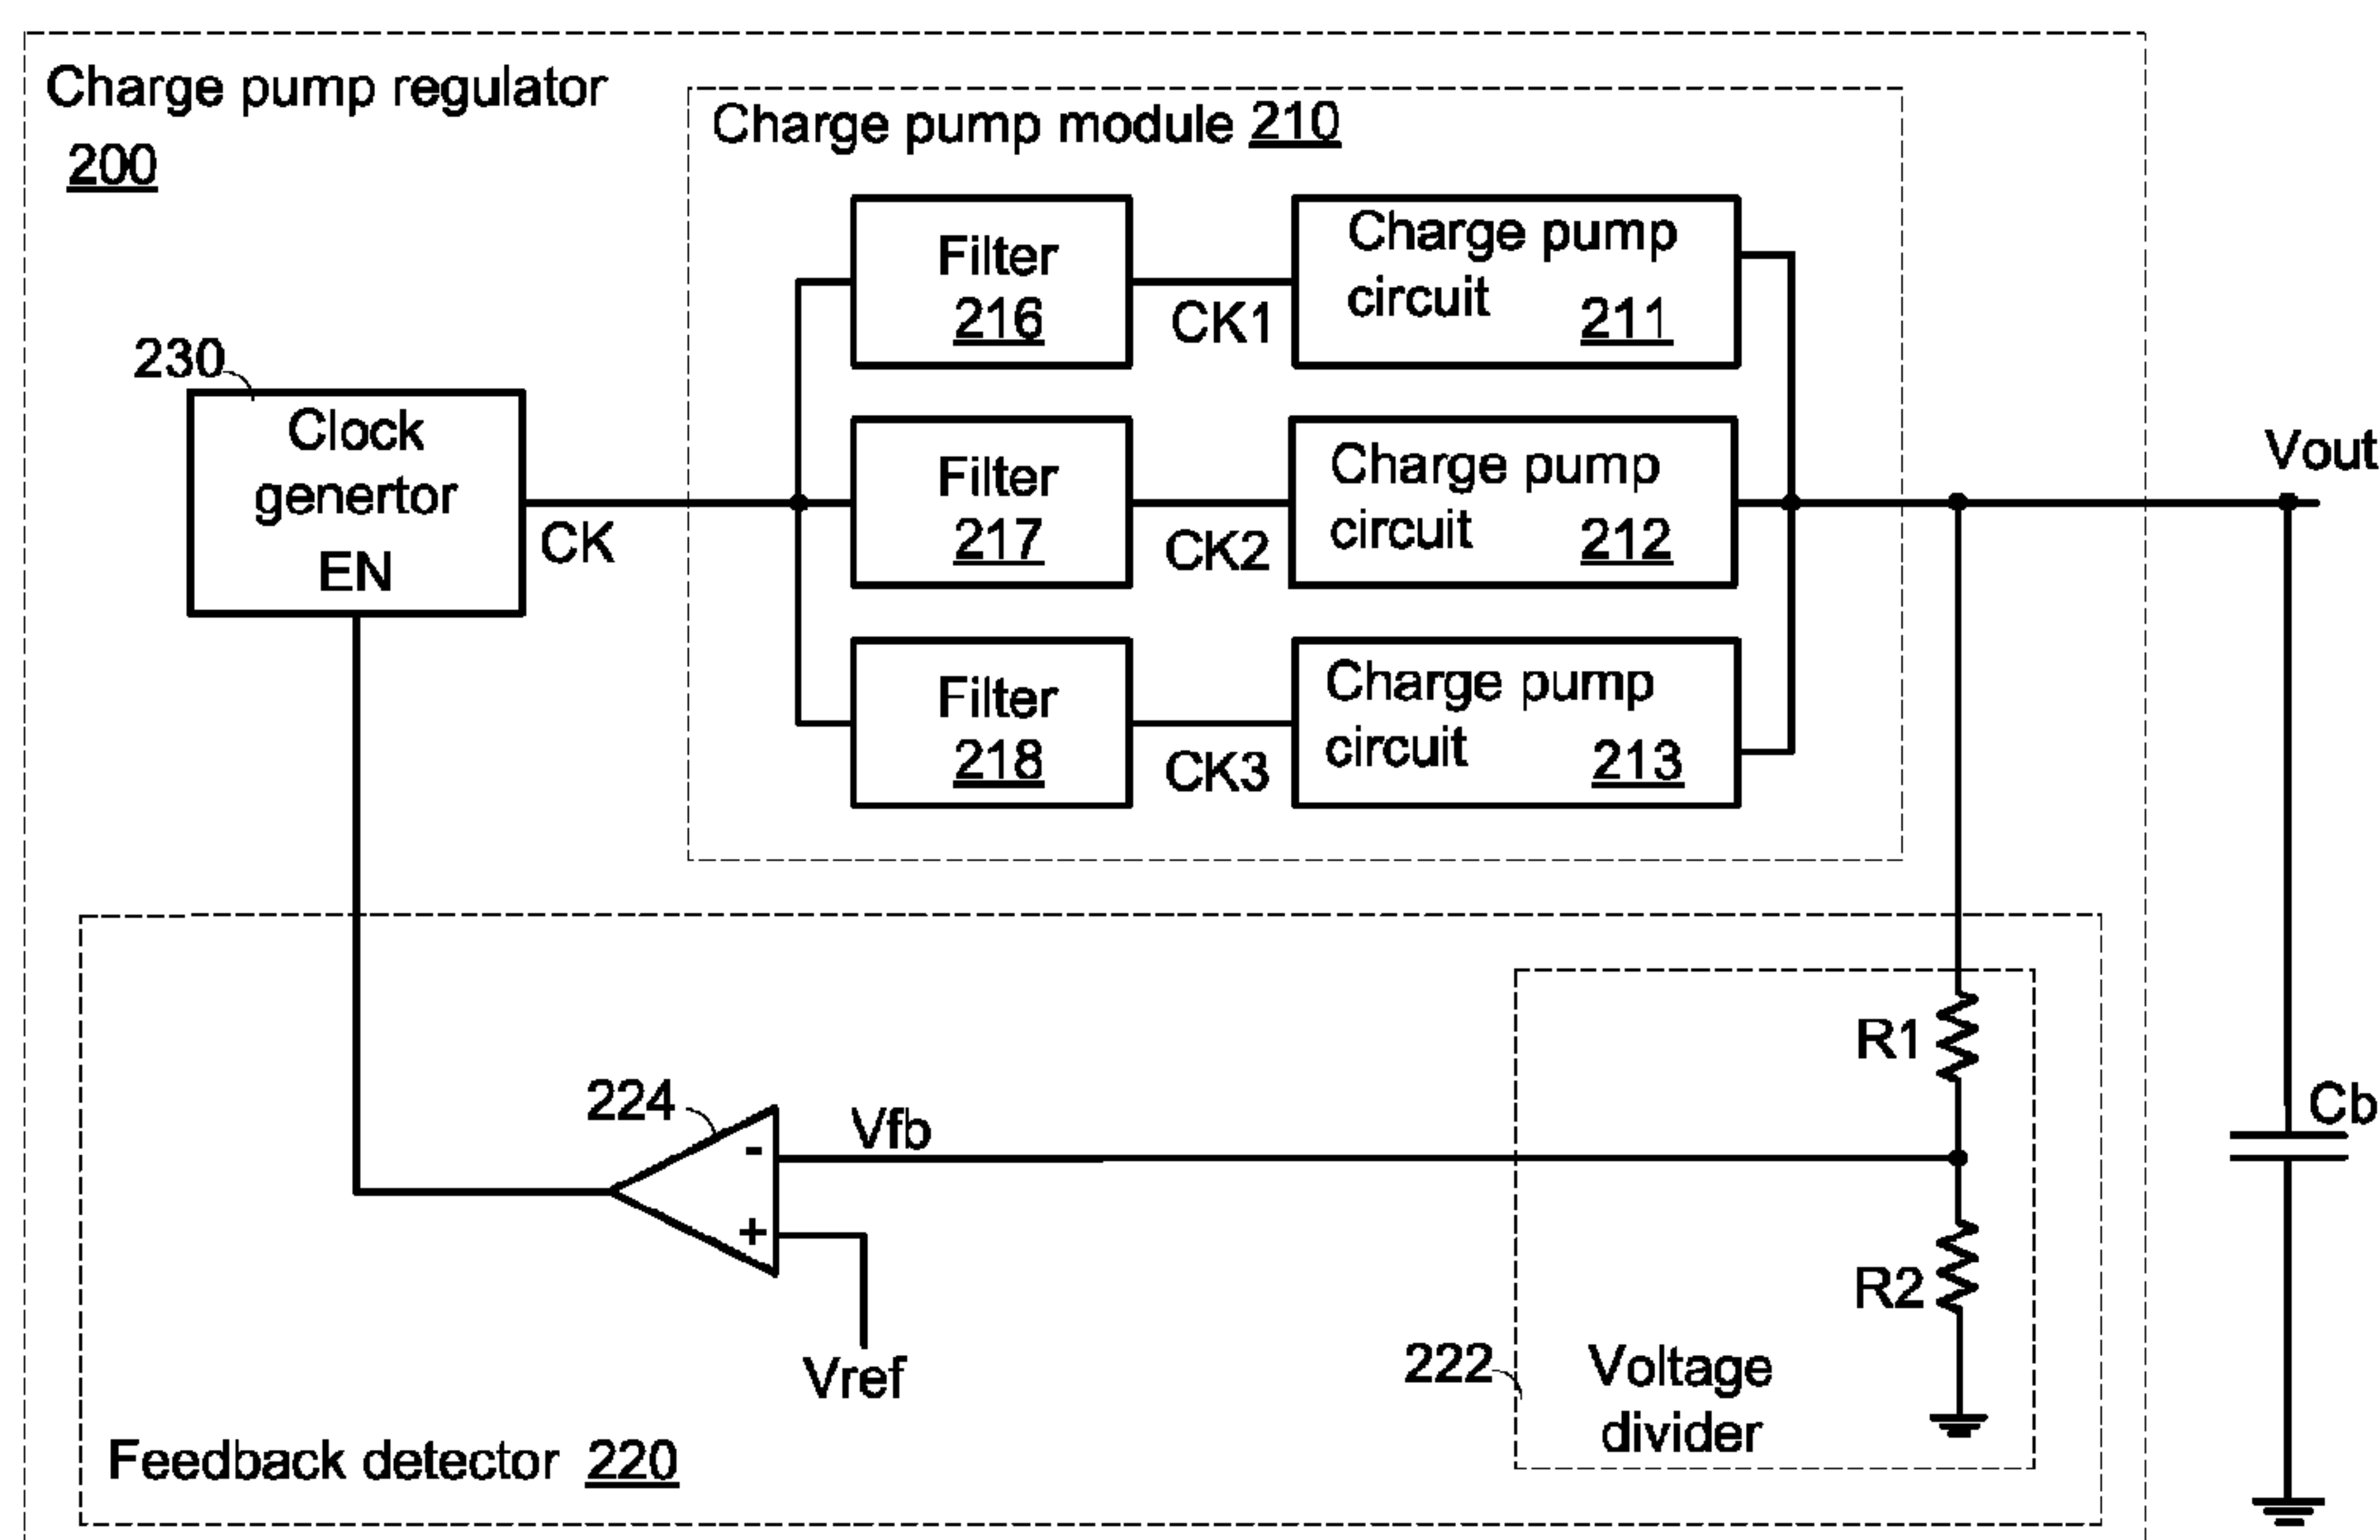 Charge pump regulator
200
Charge pump module 210
Filter
216
CK1
Charge pump
circuit 211
230
Clock
genertor
EN
CK
Filter
217
CK2
Charge pump
circuit 212
Vout
Filter
218
CK3
Charge pump
circuit 213
R1
224
-
Vfb
+
Vref
R2
Cb
222
Voltage
divider
Feedback detector 220